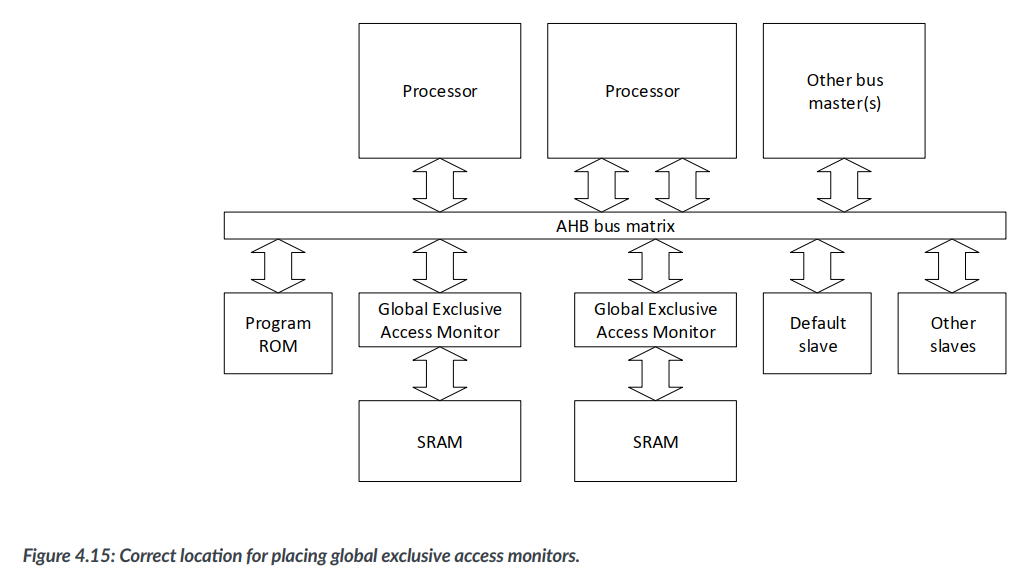 Processor
Processor
Other bus
master(s)
AHB bus matrix
Program
ROM
Global Exclusive
Access Monitor
Global Exclusive
Access Monitor
Default
slave
Other
slaves
SRAM
SRAM
Figure 4.15: Correct location for placing global exclusive access monitors.